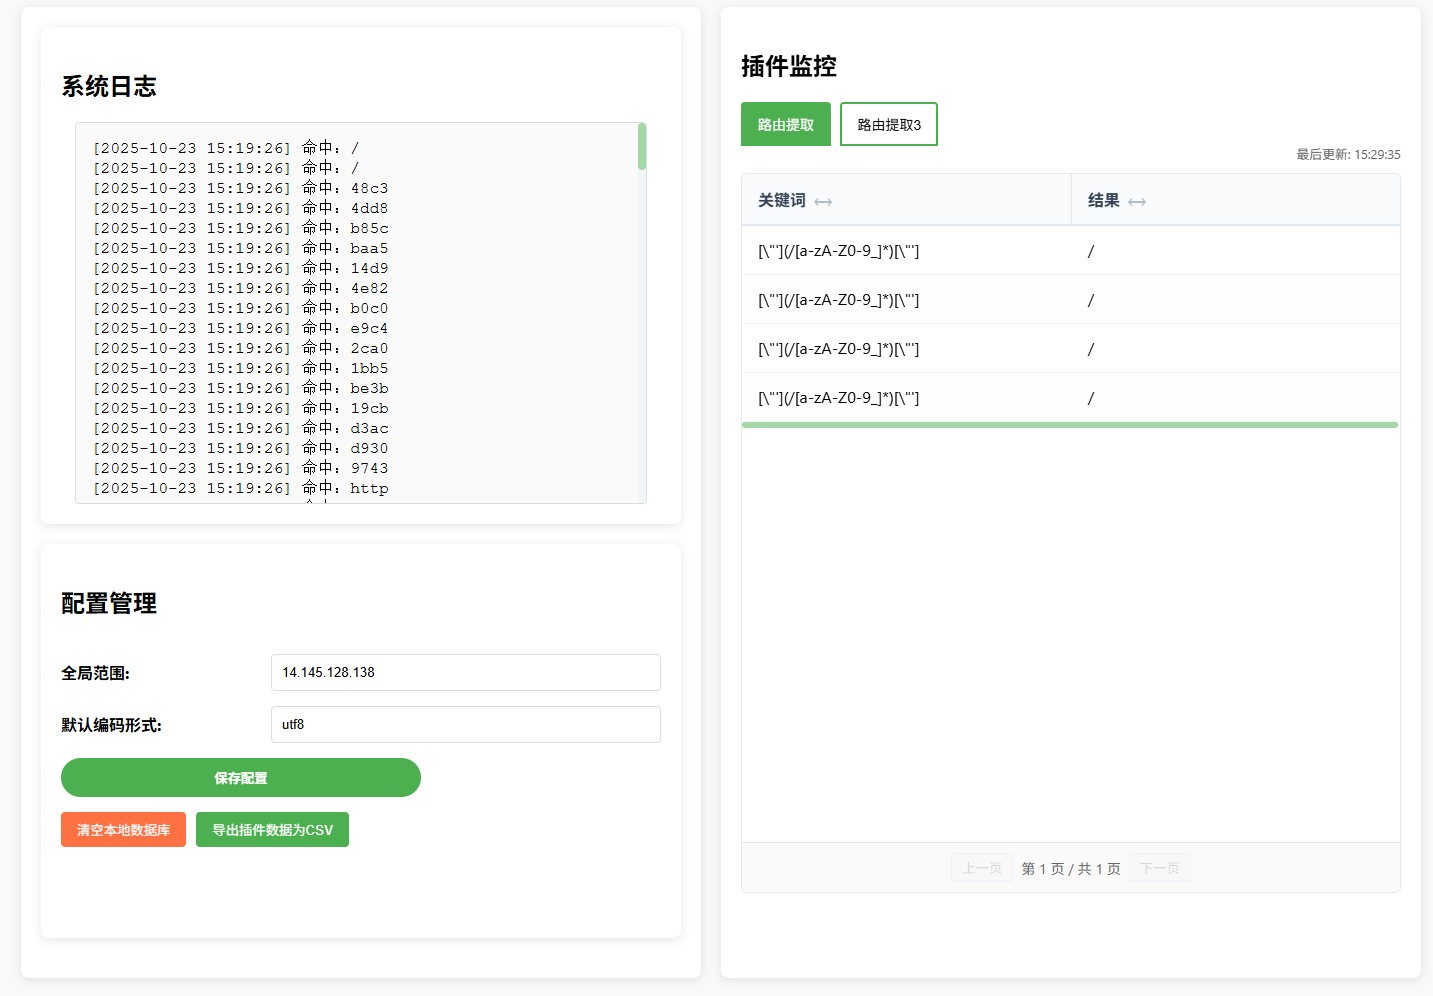 系统日志
[2025-10-23 15:19:26] 命中: /
[2025-10-23 15:19:26] 命中: /
[2025-10-23 15:19:26] 命中: 48c3
[2025-10-23 15:19:26] 命中: 4dd8
[2025-10-23 15:19:26] 命中: b85c
[2025-10-23 15:19:26] 命中: baa5
[2025-10-23 15:19:26] 命中: 14d9
[2025-10-23 15:19:26] 命中: 4e82
[2025-10-23 15:19:26] 命中: b0c0
[2025-10-23 15:19:26] 命中: e9c4
[2025-10-23 15:19:26] 命中: 2ca0
[2025-10-23 15:19:26] 命中: 1bb5
[2025-10-23 15:19:26] 命中: be3b
[2025-10-23 15:19:26] 命中: 19cb
[2025-10-23 15:19:26] 命中: d3ac
[2025-10-23 15:19:26] 命中: d930
[2025-10-23 15:19:26] 命中: 9743
[2025-10-23 15:19:26] 命中: http
配置管理
全局范围: 14.145.128.138
默认编码形式: utf8
保存配置
清空本地数据库 导出插件数据为CSV
插件监控
路由提取 路由提取3
最后更新: 15:29:35
关键词 ↔ 结果 ↔
[\"'](/[a-zA-Z0-9_]*)[\"'] /
[\"'](/[a-zA-Z0-9_]*)[\"'] /
[\"'](/[a-zA-Z0-9_]*)[\"'] /
[\"'](/[a-zA-Z0-9_]*)[\"'] /
上一页 第 1 页 / 共 1 页 下一页